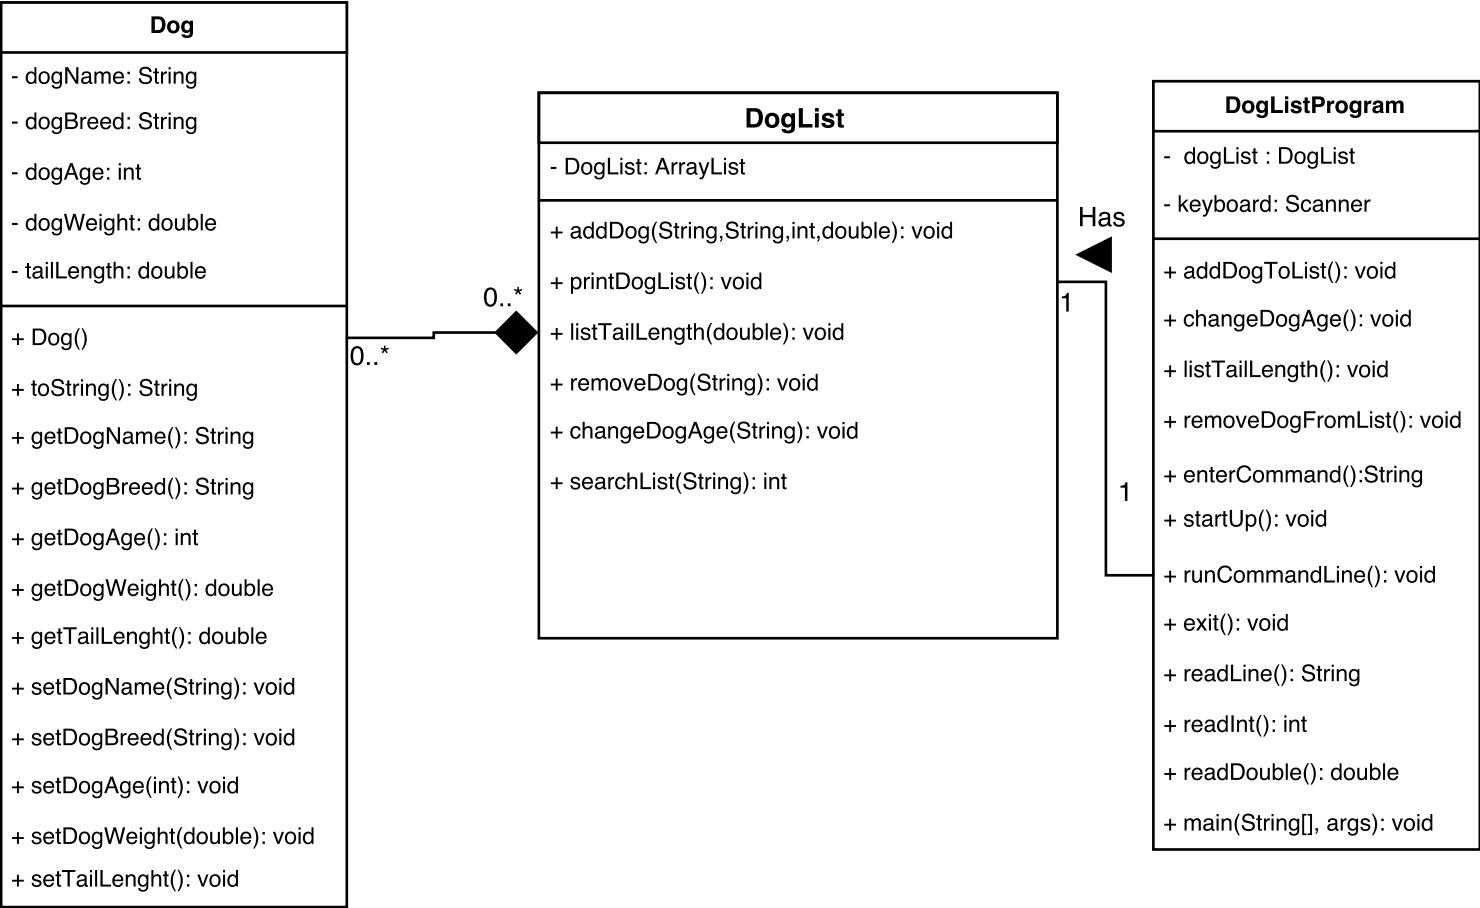 Dog
- dogName: String
- dogBreed: String
- dogAge: int
- dogWeight: double
- tailLength: double
+ Dog()
+ toString(): String
+ getDogName(): String
+ getDogBreed(): String
+ getDogAge(): int
+ getDogWeight(): double
+ getTailLenght(): double
+ setDogName(String): void
+ setDogBreed(String): void
+ setDogAge(int): void
+ setDogWeight(double): void
+ setTailLenght(): void
0..*
0..*
DogList
- DogList: ArrayList
+ addDog(String,String,int,double): void
+ printDogList(): void
+ listTailLength(double): void
+ removeDog(String): void
+ changeDogAge(String): void
+ searchList(String): int
Has
1
1
DogListProgram
- dogList : DogList
- keyboard: Scanner
+ addDogToList(): void
+ changeDogAge(): void
+ listTailLength(): void
+ removeDogFromList(): void
+ enterCommand():String
+ startUp(): void
+ runCommandLine(): void
+ exit(): void
+ readLine(): String
+ readInt(): int
+ readDouble(): double
+ main(String[], args): void